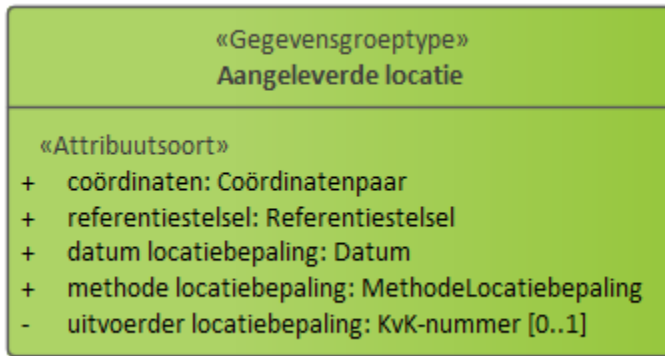 «Gegevensgroeptype»
Aangeleverde locatie
«Attribuutsoort»
+ coördinaten: Coördinatenpaar
+ referentiestelsel: Referentiestelsel
+ datum locatiebepaling: Datum
+ methode locatiebepaling: MethodeLocatiebepaling
- uitvoerder locatiebepaling: KvK-nummer [0..1]